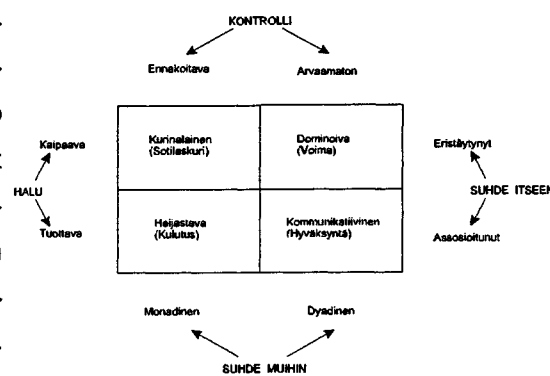 KONTROLLI
Ennakoitava Arvaamaton
Kurinalainen Dominoiva
(Sotilaskuri) (Voima)
Kaipaava Eristäytynyt
HALU SUHDE ITSEEN
Heijastava Kommunikatiivinen
(Kulutus) (Hyväksyntä)
Tuottava Assosioitunut
Monadinen Dyadinen
SUHDE MUIHIN